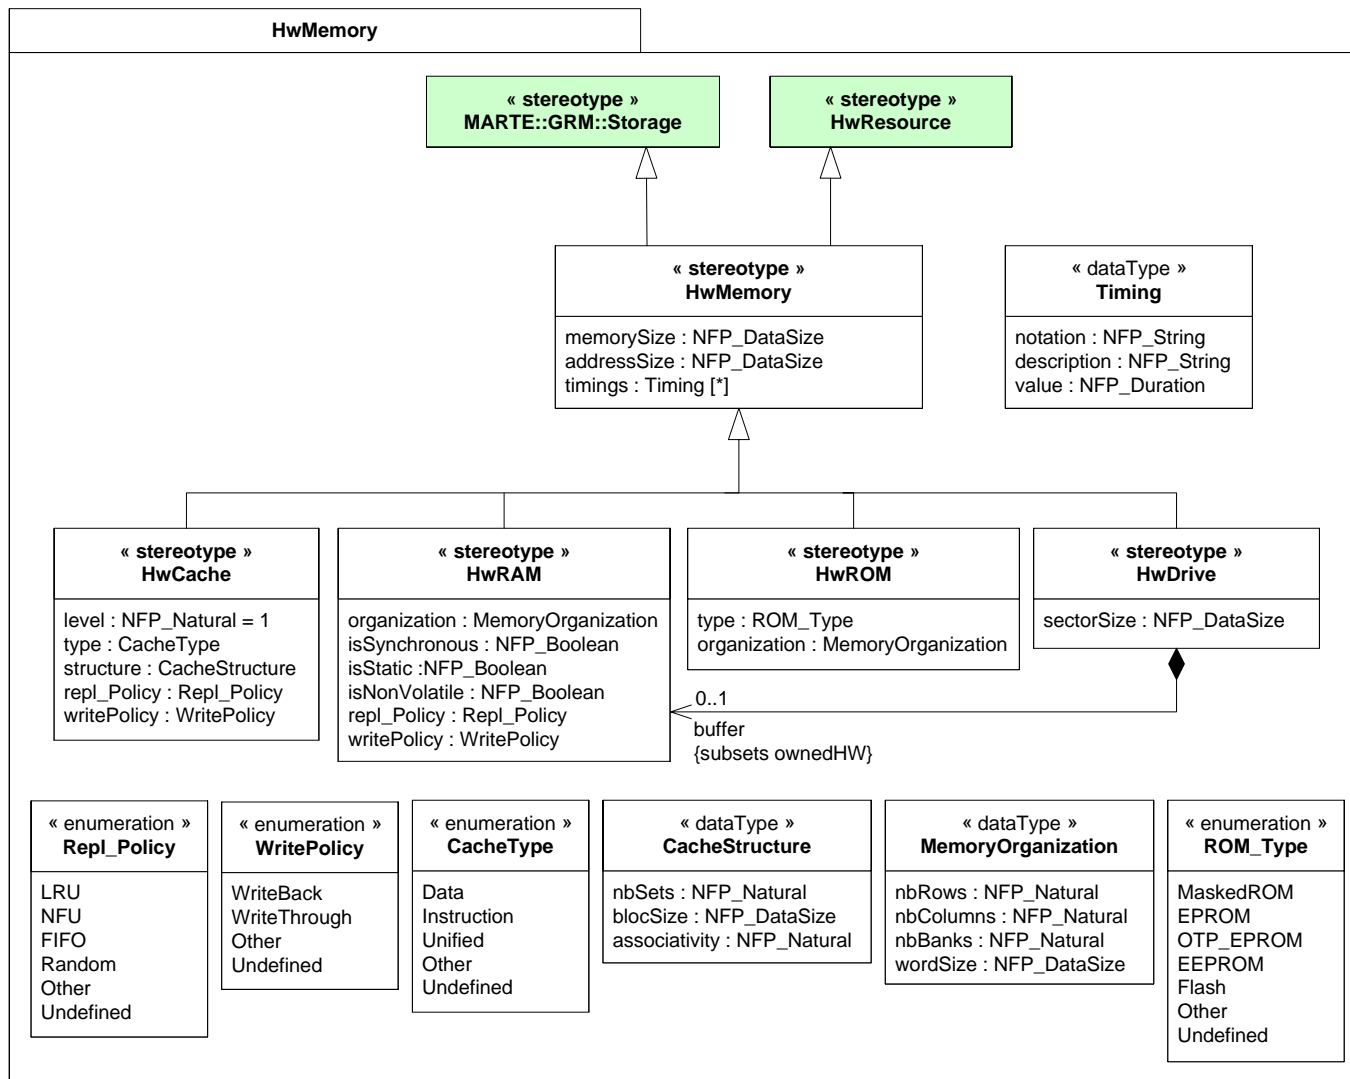 HwMemory
« stereotype »
MARTE::GRM::Storage
« stereotype »
HwResource
« stereotype »
HwMemory
memorySize : NFP_DataSize
addressSize : NFP_DataSize
timings : Timing [*]
« dataType »
Timing
notation : NFP_String
description : NFP_String
value : NFP_Duration
« stereotype »
HwCache
level : NFP_Natural = 1
type : CacheType
structure : CacheStructure
repl_Policy : Repl_Policy
writePolicy : WritePolicy
« stereotype »
HwRAM
organization : MemoryOrganization
isSynchronous : NFP_Boolean
isStatic :NFP_Boolean
isNonVolatile : NFP_Boolean
repl_Policy : Repl_Policy
writePolicy : WritePolicy
« stereotype »
HwROM
type : ROM_Type
organization : MemoryOrganization
« stereotype »
HwDrive
sectorSize : NFP_DataSize
0..1
buffer
{subsets ownedHW}
« enumeration »
Repl_Policy
LRU
NFU
FIFO
Random
Other
Undefined
« enumeration »
WritePolicy
WriteBack
WriteThrough
Other
Undefined
« enumeration »
CacheType
Data
Instruction
Unified
Other
Undefined
« dataType »
CacheStructure
nbSets : NFP_Natural
blocSize : NFP_DataSize
associativity : NFP_Natural
« dataType »
MemoryOrganization
nbRows : NFP_Natural
nbColumns : NFP_Natural
nbBanks : NFP_Natural
wordSize : NFP_DataSize
« enumeration »
ROM_Type
MaskedROM
EPROM
OTP_EPROM
EEPROM
Flash
Other
Undefined